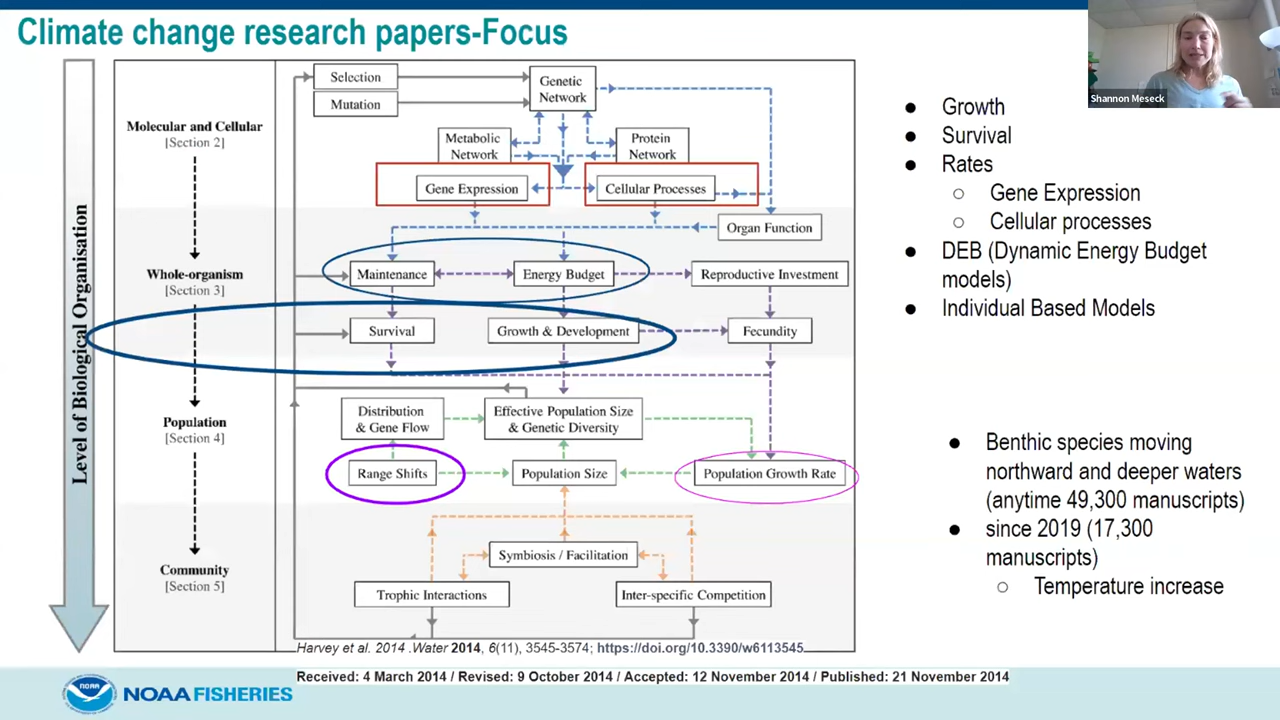 Climate change research papers-Focus
Shannon Meseck
Level of Biological Organisation
Molecular and Cellular
[Section 2]
Whole-organism
[Section 3]
Population
[Section 4]
Community
[Section 5]
Selection
Mutation
Genetic
Network
Metabolic
Network
Protein
Network
Gene Expression
Cellular Processes
Organ Function
Maintenance
Energy Budget
Reproductive Investment
Survival
Growth & Development
Fecundity
Distribution
& Gene Flow
Effective Population Size
& Genetic Diversity
Range Shifts
Population Size
Population Growth Rate
Symbiosis / Facilitation
Trophic Interactions
Inter-specific Competition
Harvey et al. 2014 .Water 2014, 6(11), 3545-3574; https://doi.org/10.3390/w6113545
Received: 4 March 2014 / Revised: 9 October 2014 / Accepted: 12 November 2014 / Published: 21 November 2014
● Growth
● Survival
● Rates
○ Gene Expression
○ Cellular processes
● DEB (Dynamic Energy Budget
models)
● Individual Based Models
● Benthic species moving
northward and deeper waters
(anytime 49,300 manuscripts)
● since 2019 (17,300
manuscripts)
○ Temperature increase
NOAA
NOAA FISHERIES